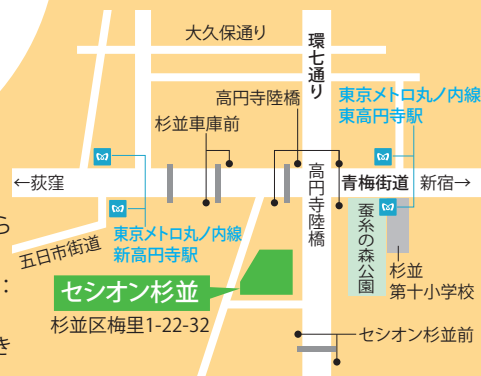 大久保通り
環七通り
高円寺陸橋
東京メトロ丸ノ内線
東高円寺駅
杉並車庫前
←荻窪
高円寺陸橋
青梅街道
新宿→
蚕糸の森公園
五日市街道
東京メトロ丸ノ内線
新高円寺駅
杉並
第十小学校
セシオン杉並
杉並区梅里1-22-32
セシオン杉並前
ら
:
き